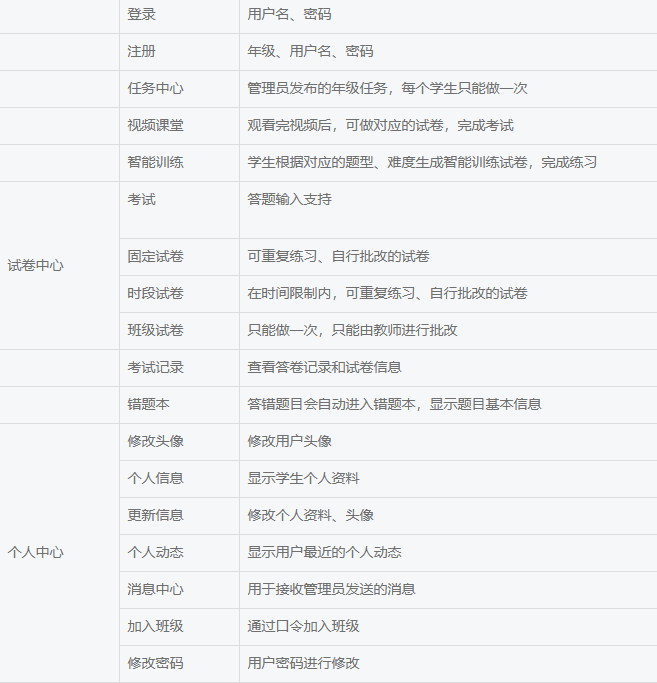 登录 用户名、密码
注册 年级、用户名、密码
任务中心 管理员发布的年级任务，每个学生只能做一次
视频课堂 观看完视频后，可做对应的试卷，完成考试
智能训练 学生根据对应的题型、难度生成智能训练试卷，完成练习
试卷中心
考试 答题输入支持
固定试卷 可重复练习、自行批改的试卷
时段试卷 在时间限制内，可重复练习、自行批改的试卷
班级试卷 只能做一次，只能由教师进行批改
考试记录 查看答卷记录和试卷信息
错题本 答错题目会自动进入错题本，显示题目基本信息
个人中心
修改头像 修改用户头像
个人信息 显示学生个人资料
更新信息 修改个人资料、头像
个人动态 显示用户最近的个人动态
消息中心 用于接收管理员发送的消息
加入班级 通过口令加入班级
修改密码 用户密码进行修改